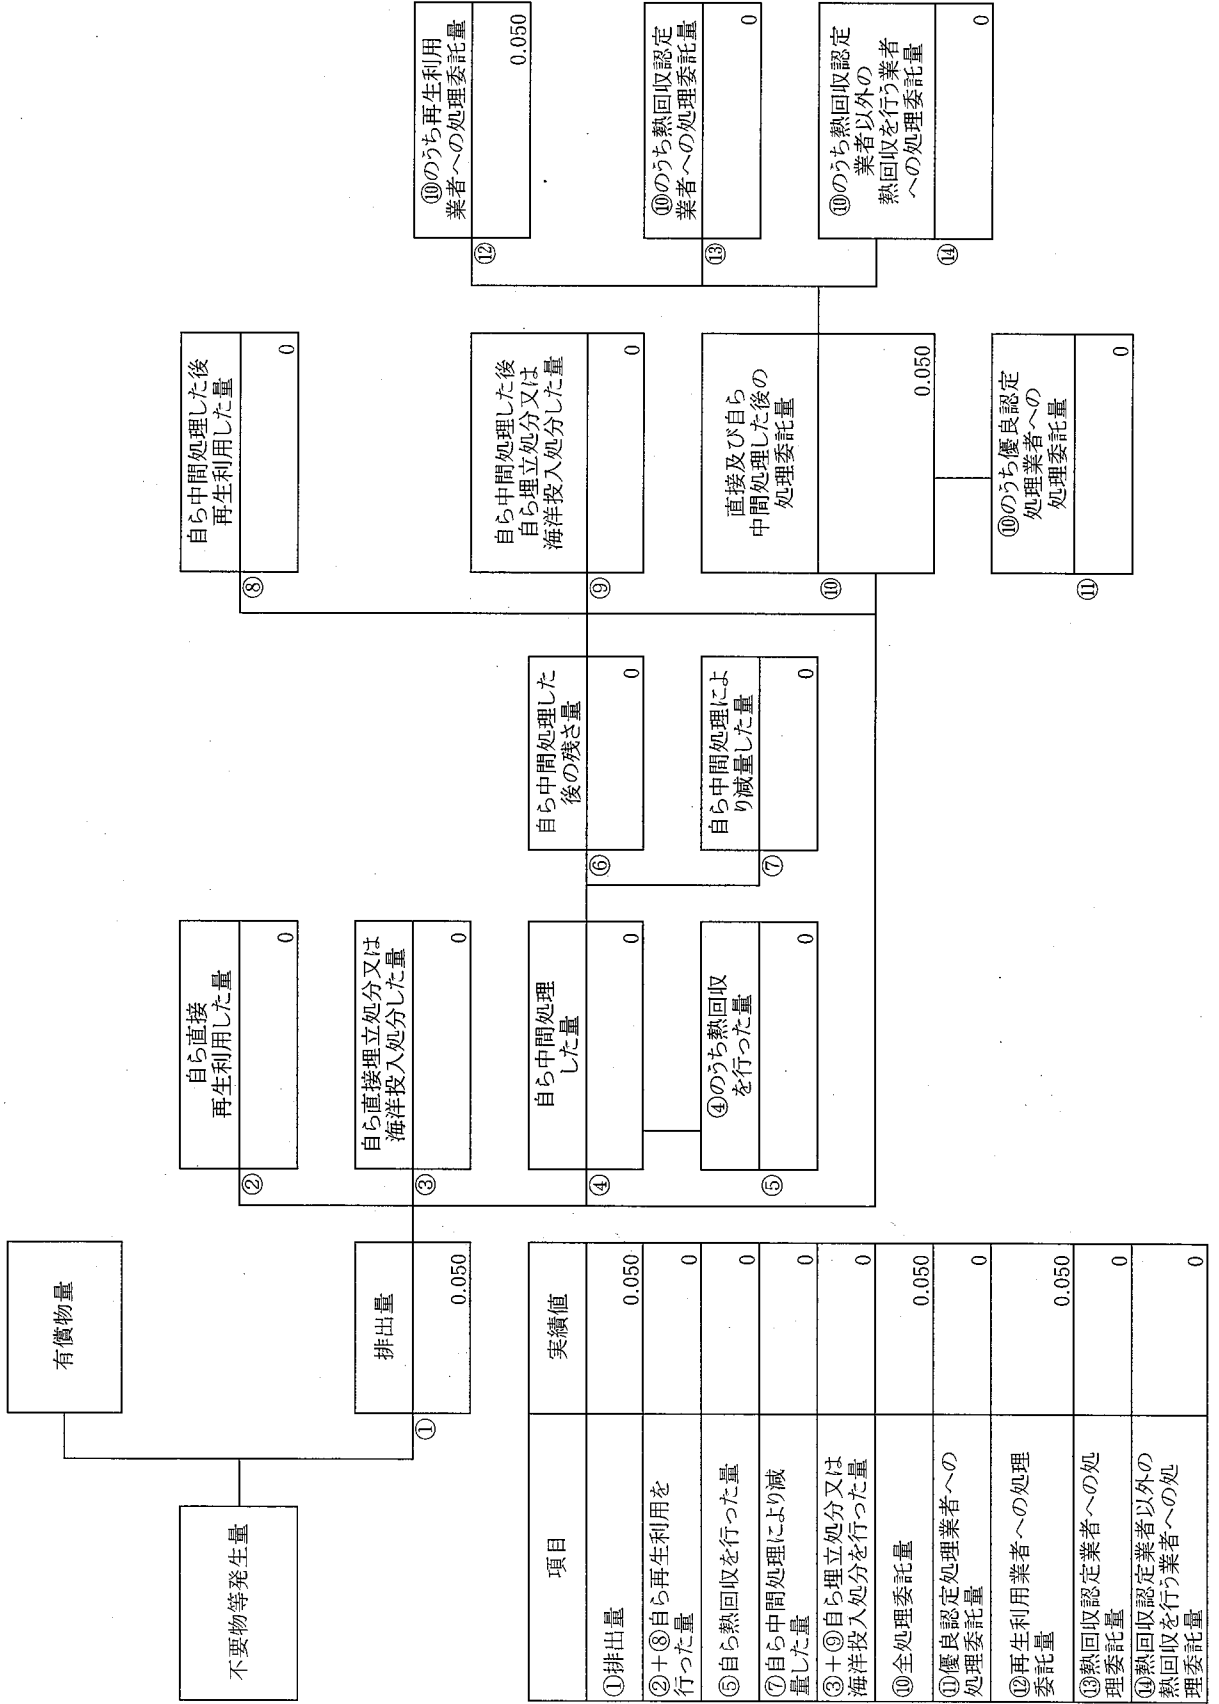 不要物等発生量
有償物量
①
排出量
0.050
②
自ら直接
再生利用した量
0
③
自ら直接埋立処分又は
海洋投入処分した量
0
④
自ら中間処理
した量
0
⑤
④のうち熱回収
を行った量
0
⑥
自ら中間処理した
後の残さ量
0
⑦
自ら中間処理によ
り減量した量
0
⑧
自ら中間処理した後
再生利用した量
0
⑨
自ら中間処理した後
自ら埋立処分又は
海洋投入処分した量
0
⑩
直接及び自ら
中間処理した後の
処理委託量
0.050
⑪
⑩のうち優良認定
処理業者への
処理委託量
0
⑫
⑩のうち再生利用
業者への処理委託量
0.050
⑬
⑩のうち熱回収認定
業者への処理委託量
0
⑭
⑩のうち熱回収認定
業者以外の
熱回収を行う業者
への処理委託量
0
項目 実績値
①排出量 0.050
②+⑧自ら再生利用を
行った量 0
⑤自ら熱回収を行った量 0
⑦自ら中間処理により減
量した量 0
③+⑨自ら埋立処分又は
海洋投入処分を行った量 0
⑩全処理委託量 0.050
⑪優良認定処理業者への
処理委託量 0
⑫再生利用業者への処理
委託量 0.050
⑬熱回収認定業者への処
理委託量 0
⑭熱回収認定業者以外の
熱回収を行う業者への処
理委託量 0